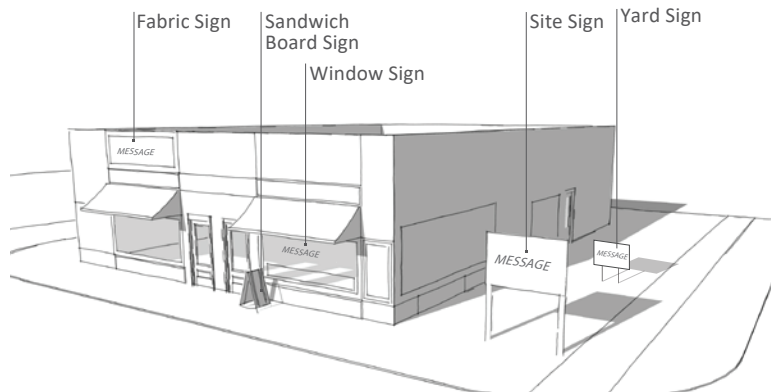 Fabric Sign
Sandwich
Board Sign
Window Sign
Site Sign
Yard Sign
MESSAGE
MESSAGE
MESSAGE
MESSAGE